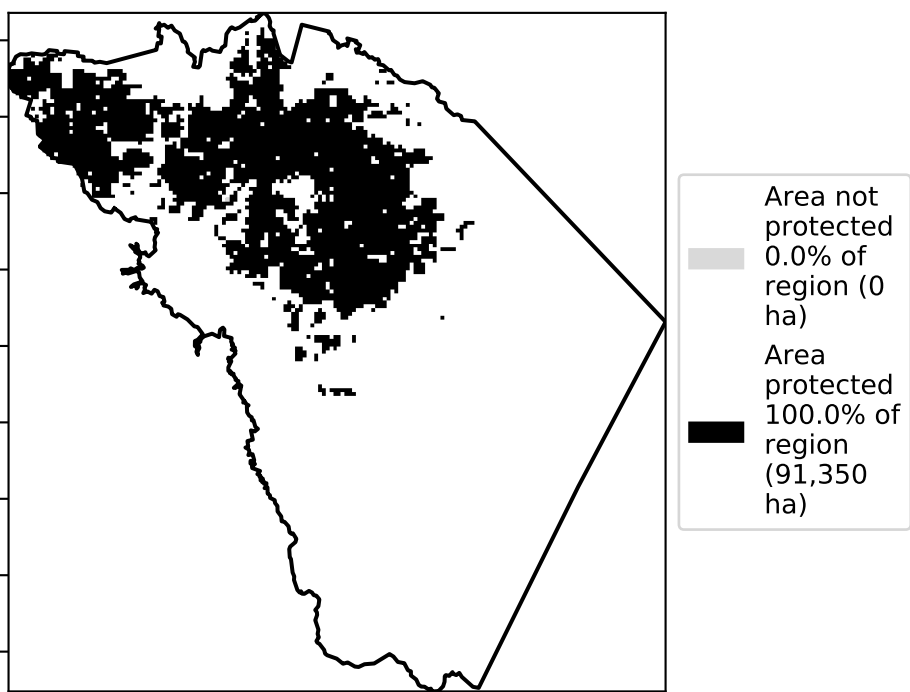 Area not
protected
0.0% of
region (0
ha)
Area
protected
100.0% of
region
(91,350
ha)